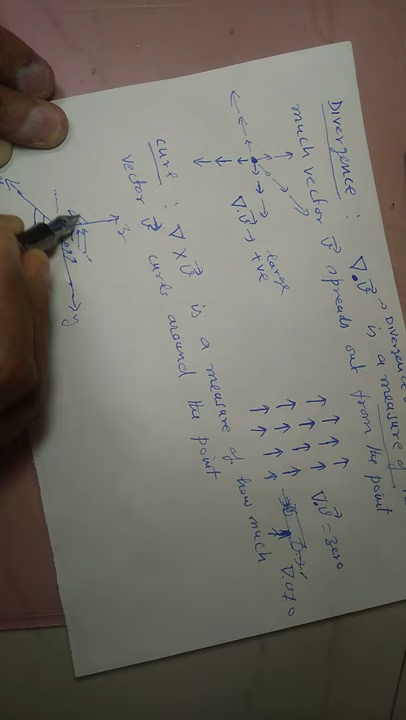 Divergence : ∇.v⃗ → Divergence
is a measure of
much vector v⃗ spreads out from the point
∇.v⃗ → large
+ve
∇.v⃗ = zero
∇.v≠0
Curl : ∇ x v⃗ is a measure of how much
vector v⃗ curls around the point
z
y